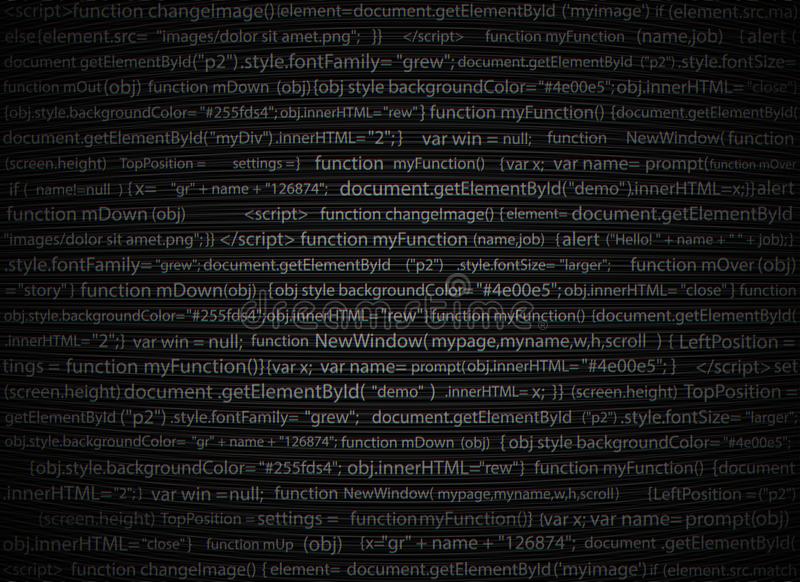 <script>function changeImage() {element=document.getElementById ('myimage') if (element.src.ma)
else{element.src= "images/dolor sit amet.png"; }} </script> function myFunction (name,job) {alert (
document getElementById("p2").style.fontFamily= "grew"; document.getElementById ("p2").style.fontSize=
function mOut(obj) function mDown (obj){obj style backgroundColor="#4e00e5"; obj.innerHTML= "close"}
{obj.style.backgroundColor= "#255fds4"; obj.innerHTML= "rew" } function myFunction() {document.getElementById(
document.getElementById("myDiv").innerHTML="2"; } var win = null; function NewWindow( function
(screen.height) TopPosition = settings =} function myFunction() {var x; var name= prompt(function mOver
if ( name!=null ) {x= "gr" + name + "126874"; document.getElementById("demo").innerHTML=x;}}alert
function mDown (obj) <script> function changeImage() { element= document.getElementById
"images/dolor sit amet.png"; }} </script> function myFunction (name,job) {alert ("Hello! " + name + " " + job);}
.style.fontFamily= "grew"; document.getElementById ("p2") .style.fontSize= "larger"; function mOver (obj)
= "story" } function mDown(obj) {obj style backgroundColor= "#4e00e5"; obj.innerHTML= "close" } function
obj.style.backgroundColor= "#255fds4";obj.innerHTML= "rew" }function myFunction() {document.getElementById(
.innerHTML= "2";} var win = null; function NewWindow( mypage,myname,w,h,scroll ) { LeftPosition =
tings = function myFunction(){var x; var name= prompt(obj.innerHTML= "#4e00e5"; } </script> set
(screen.height) document .getElementById( "demo" ) .innerHTML= x; }} (screen.height) TopPosition =
getElementById ("p2") .style.fontFamily= "grew"; document.getElementById ("p2") .style.fontSize= "larger";
obj.style.backgroundColor= "gr" + name + "126874"; function mDown (obj) { obj style backgroundColor= "#4e00e5";
{obj.style.backgroundColor="#255fds4"; obj.innerHTML="rew"} function myFunction() {document
.innerHTML= "2"; } var win =null; function NewWindow( mypage,myname,w,h,scroll) {LeftPosition =("p2")
(screen.height) TopPosition =settings = functionmyFunction() {var x; var name=prompt(obj
obj.innerHTML= "close"} function mUp (obj) {x="gr" + name + "126874"; document .getElementById(
<script> function changeImage() { element= document.getElementById('myimage') if (element.src.match
dreamstime